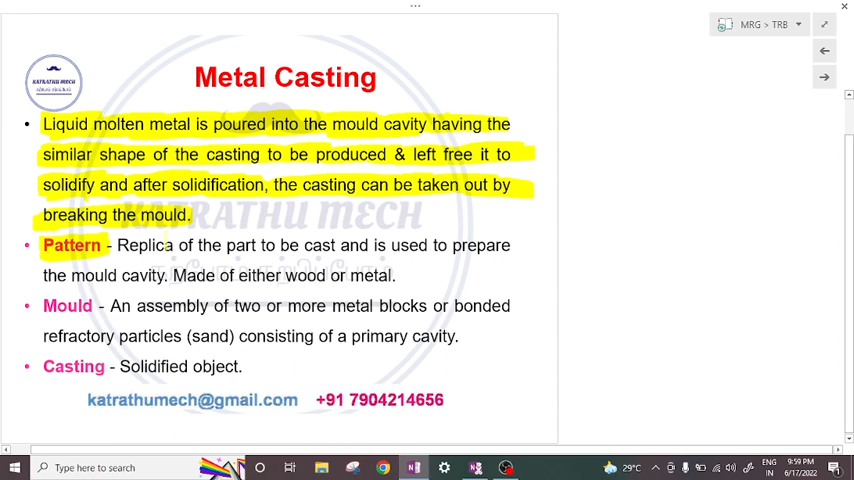 MRG > TRB
KATRATHU MECH
Metal Casting
• Liquid molten metal is poured into the mould cavity having the
similar shape of the casting to be produced & left free it to
solidify and after solidification, the casting can be taken out by
breaking the mould.
KATRATHU MECH
• Pattern - Replica of the part to be cast and is used to prepare
the mould cavity. Made of either wood or metal.
• Mould - An assembly of two or more metal blocks or bonded
refractory particles (sand) consisting of a primary cavity.
• Casting - Solidified object.
katrathumech@gmail.com +91 7904214656
Type here to search
29°C
ENG
IN
9:59 PM
6/17/2022